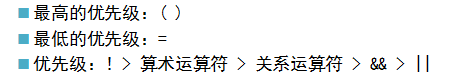 最高的优先级：( )
最低的优先级：=
优先级：! > 算术运算符 > 关系运算符 > && > ||